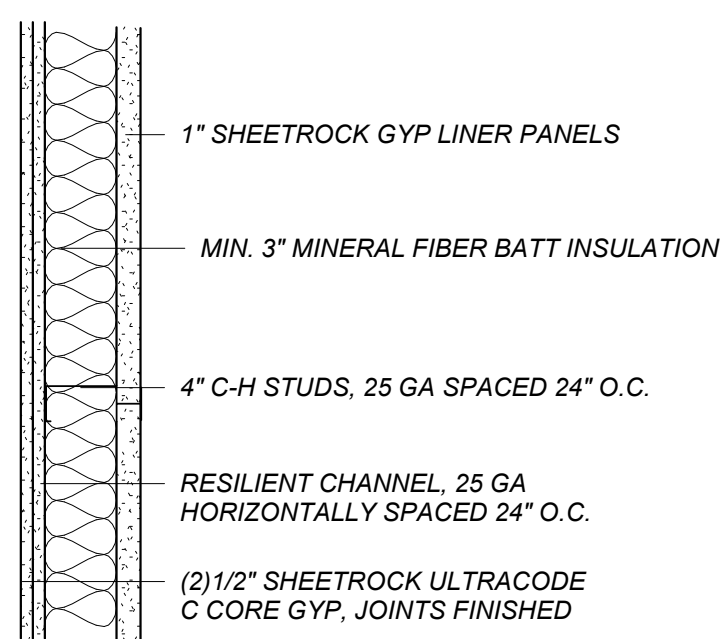 1" SHEETROCK GYP LINER PANELS
MIN. 3" MINERAL FIBER BATT INSULATION
4" C-H STUDS, 25 GA SPACED 24" O.C.
RESILIENT CHANNEL, 25 GA
HORIZONTALLY SPACED 24" O.C.
(2)1/2" SHEETROCK ULTRACODE
C CORE GYP, JOINTS FINISHED